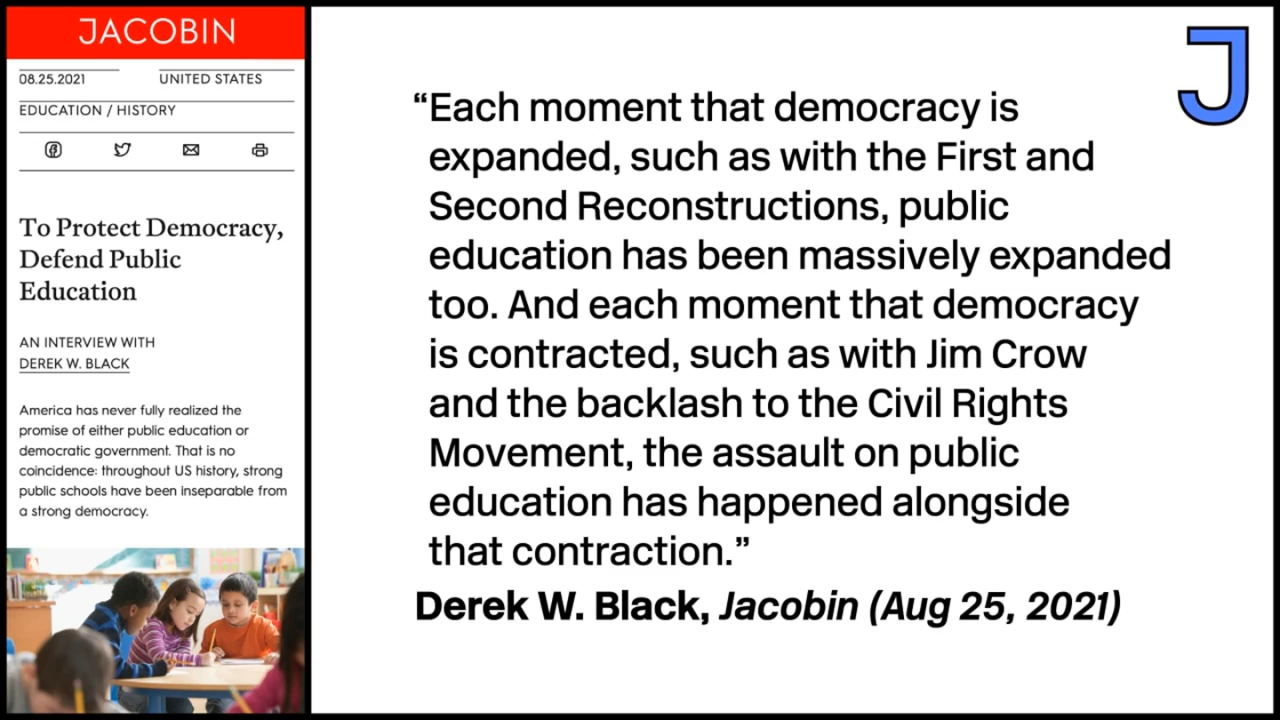 JACOBIN
08.25.2021
UNITED STATES
EDUCATION / HISTORY
To Protect Democracy,
Defend Public
Education
AN INTERVIEW WITH
DEREK W. BLACK
America has never fully realized the
promise of either public education or
democratic government. That is no
coincidence: throughout US history, strong
public schools have been inseparable from
a strong democracy.
J
“Each moment that democracy is
expanded, such as with the First and
Second Reconstructions, public
education has been massively expanded
too. And each moment that democracy
is contracted, such as with Jim Crow
and the backlash to the Civil Rights
Movement, the assault on public
education has happened alongside
that contraction.”
Derek W. Black, Jacobin (Aug 25, 2021)